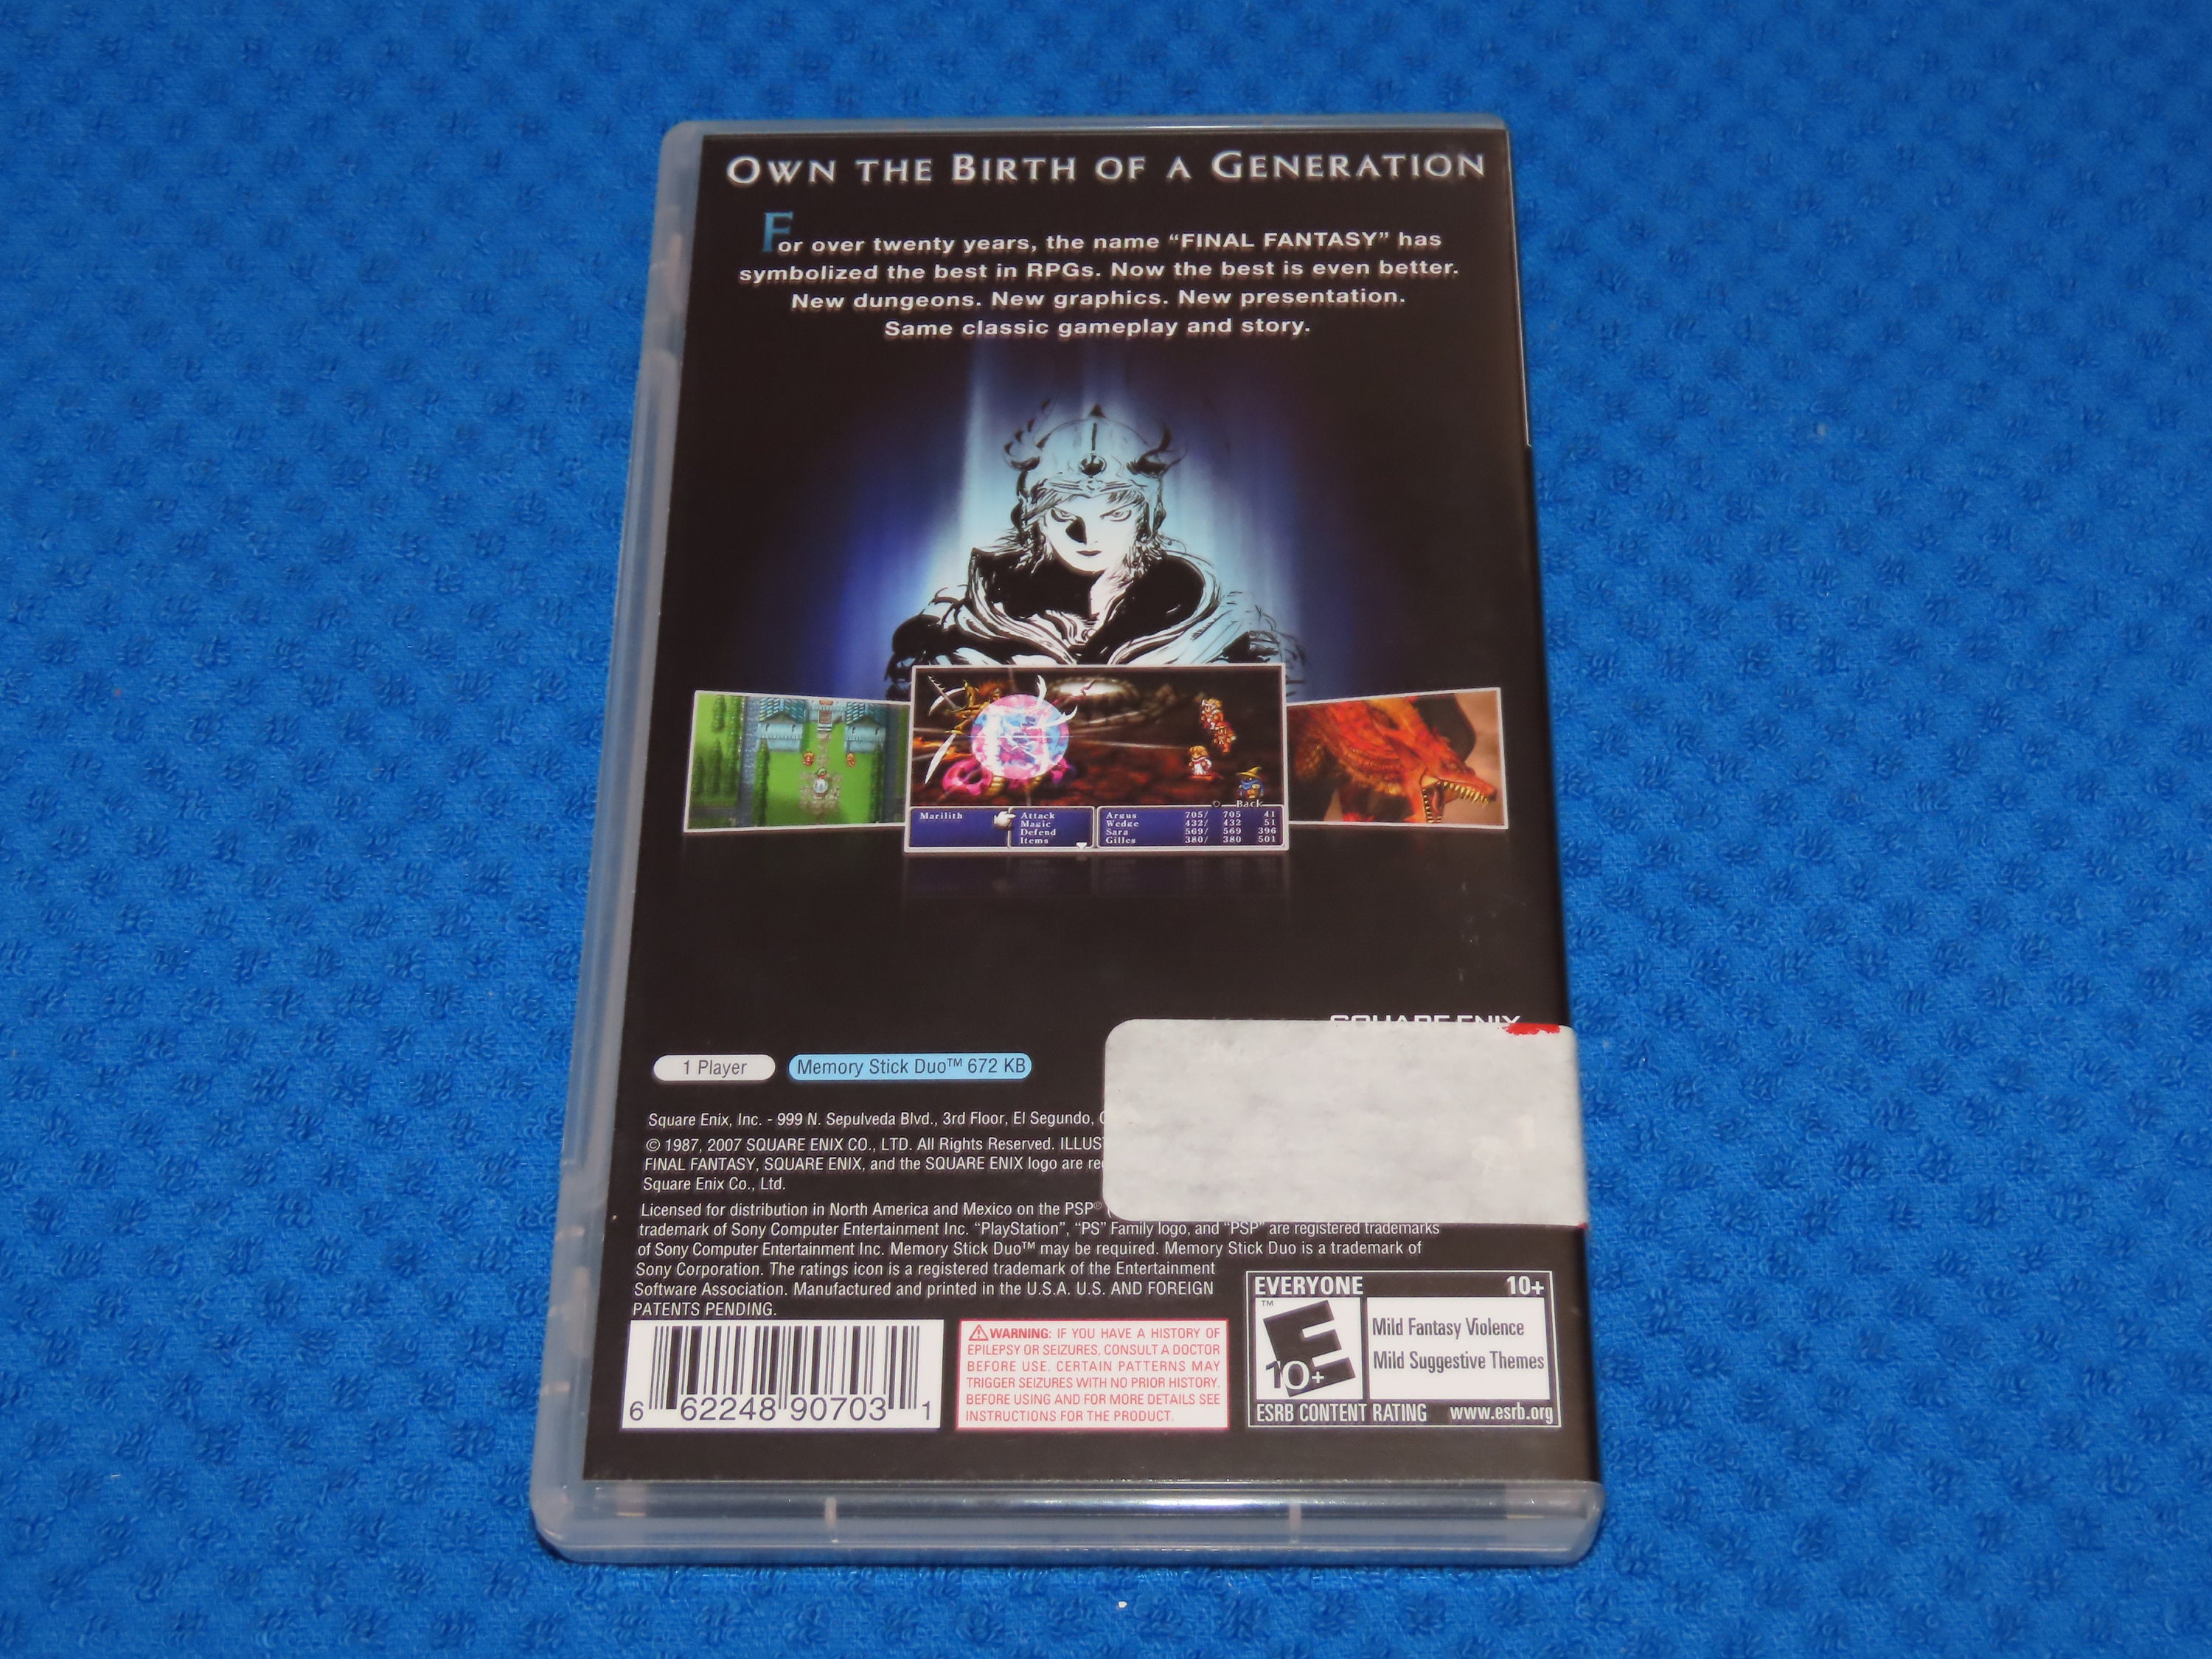 OWN THE BIRTH OF A GENERATION
For over twenty years, the name “FINAL FANTASY” has
symbolized the best in RPGs. Now the best is even better.
New dungeons. New graphics. New presentation.
Same classic gameplay and story.
Back
Marilith
Attack
Magic
Defend
Items
Argus 705/ 705 41
Wedge 432/ 432 51
Sara 569/ 569 396
Gilles 380/ 380 501
SQUARE ENIX
1 Player
Memory Stick Duo™ 672 KB
Square Enix, Inc. - 999 N. Sepulveda Blvd., 3rd Floor, El Segundo,
© 1987, 2007 SQUARE ENIX CO., LTD. All Rights Reserved. ILLUS
FINAL FANTASY, SQUARE ENIX, and the SQUARE ENIX logo are re
Square Enix Co., Ltd.
Licensed for distribution in North America and Mexico on the PSP® (
trademark of Sony Computer Entertainment Inc. “PlayStation”, “PS” Family logo, and “PSP” are registered trademarks
of Sony Computer Entertainment Inc. Memory Stick Duo™ may be required. Memory Stick Duo is a trademark of
Sony Corporation. The ratings icon is a registered trademark of the Entertainment
Software Association. Manufactured and printed in the U.S.A. U.S. AND FOREIGN
PATENTS PENDING.
6 62248 90703 1
WARNING: IF YOU HAVE A HISTORY OF
EPILEPSY OR SEIZURES, CONSULT A DOCTOR
BEFORE USE. CERTAIN PATTERNS MAY
TRIGGER SEIZURES WITH NO PRIOR HISTORY.
BEFORE USING AND FOR MORE DETAILS SEE
INSTRUCTIONS FOR THE PRODUCT.
EVERYONE 10+
™
E
10+
Mild Fantasy Violence
Mild Suggestive Themes
ESRB CONTENT RATING www.esrb.org